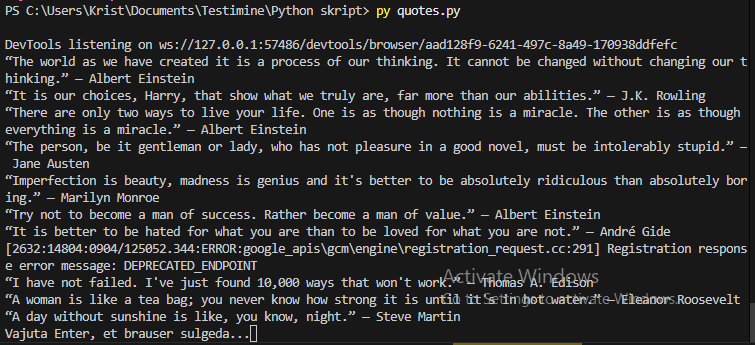 PS C:\Users\Krist\Documents\Testimine\Python skript> py quotes.py
DevTools listening on ws://127.0.0.1:57486/devtools/browser/aad128f9-6241-497c-8a49-170938ddfefc
“The world as we have created it is a process of our thinking. It cannot be changed without changing our t
hinking.” — Albert Einstein
“It is our choices, Harry, that show what we truly are, far more than our abilities.” — J.K. Rowling
“There are only two ways to live your life. One is as though nothing is a miracle. The other is as though
everything is a miracle.” — Albert Einstein
“The person, be it gentleman or lady, who has not pleasure in a good novel, must be intolerably stupid.” —
Jane Austen
“Imperfection is beauty, madness is genius and it's better to be absolutely ridiculous than absolutely bor
ing.” — Marilyn Monroe
“Try not to become a man of success. Rather become a man of value.” — Albert Einstein
“It is better to be hated for what you are than to be loved for what you are not.” — André Gide
[2632:14804:0904/125052.344:ERROR:google_apis\gcm\engine\registration_request.cc:291] Registration respons
e error message: DEPRECATED_ENDPOINT
“I have not failed. I've just found 10,000 ways that won't work.” — Thomas A. Edison
“A woman is like a tea bag; you never know how strong it is until it's in hot water.” — Eleanor Roosevelt
“A day without sunshine is like, you know, night.” — Steve Martin
Vajuta Enter, et brauser sulgeda...
Activate Windows
Go to Settings to activate Windows.